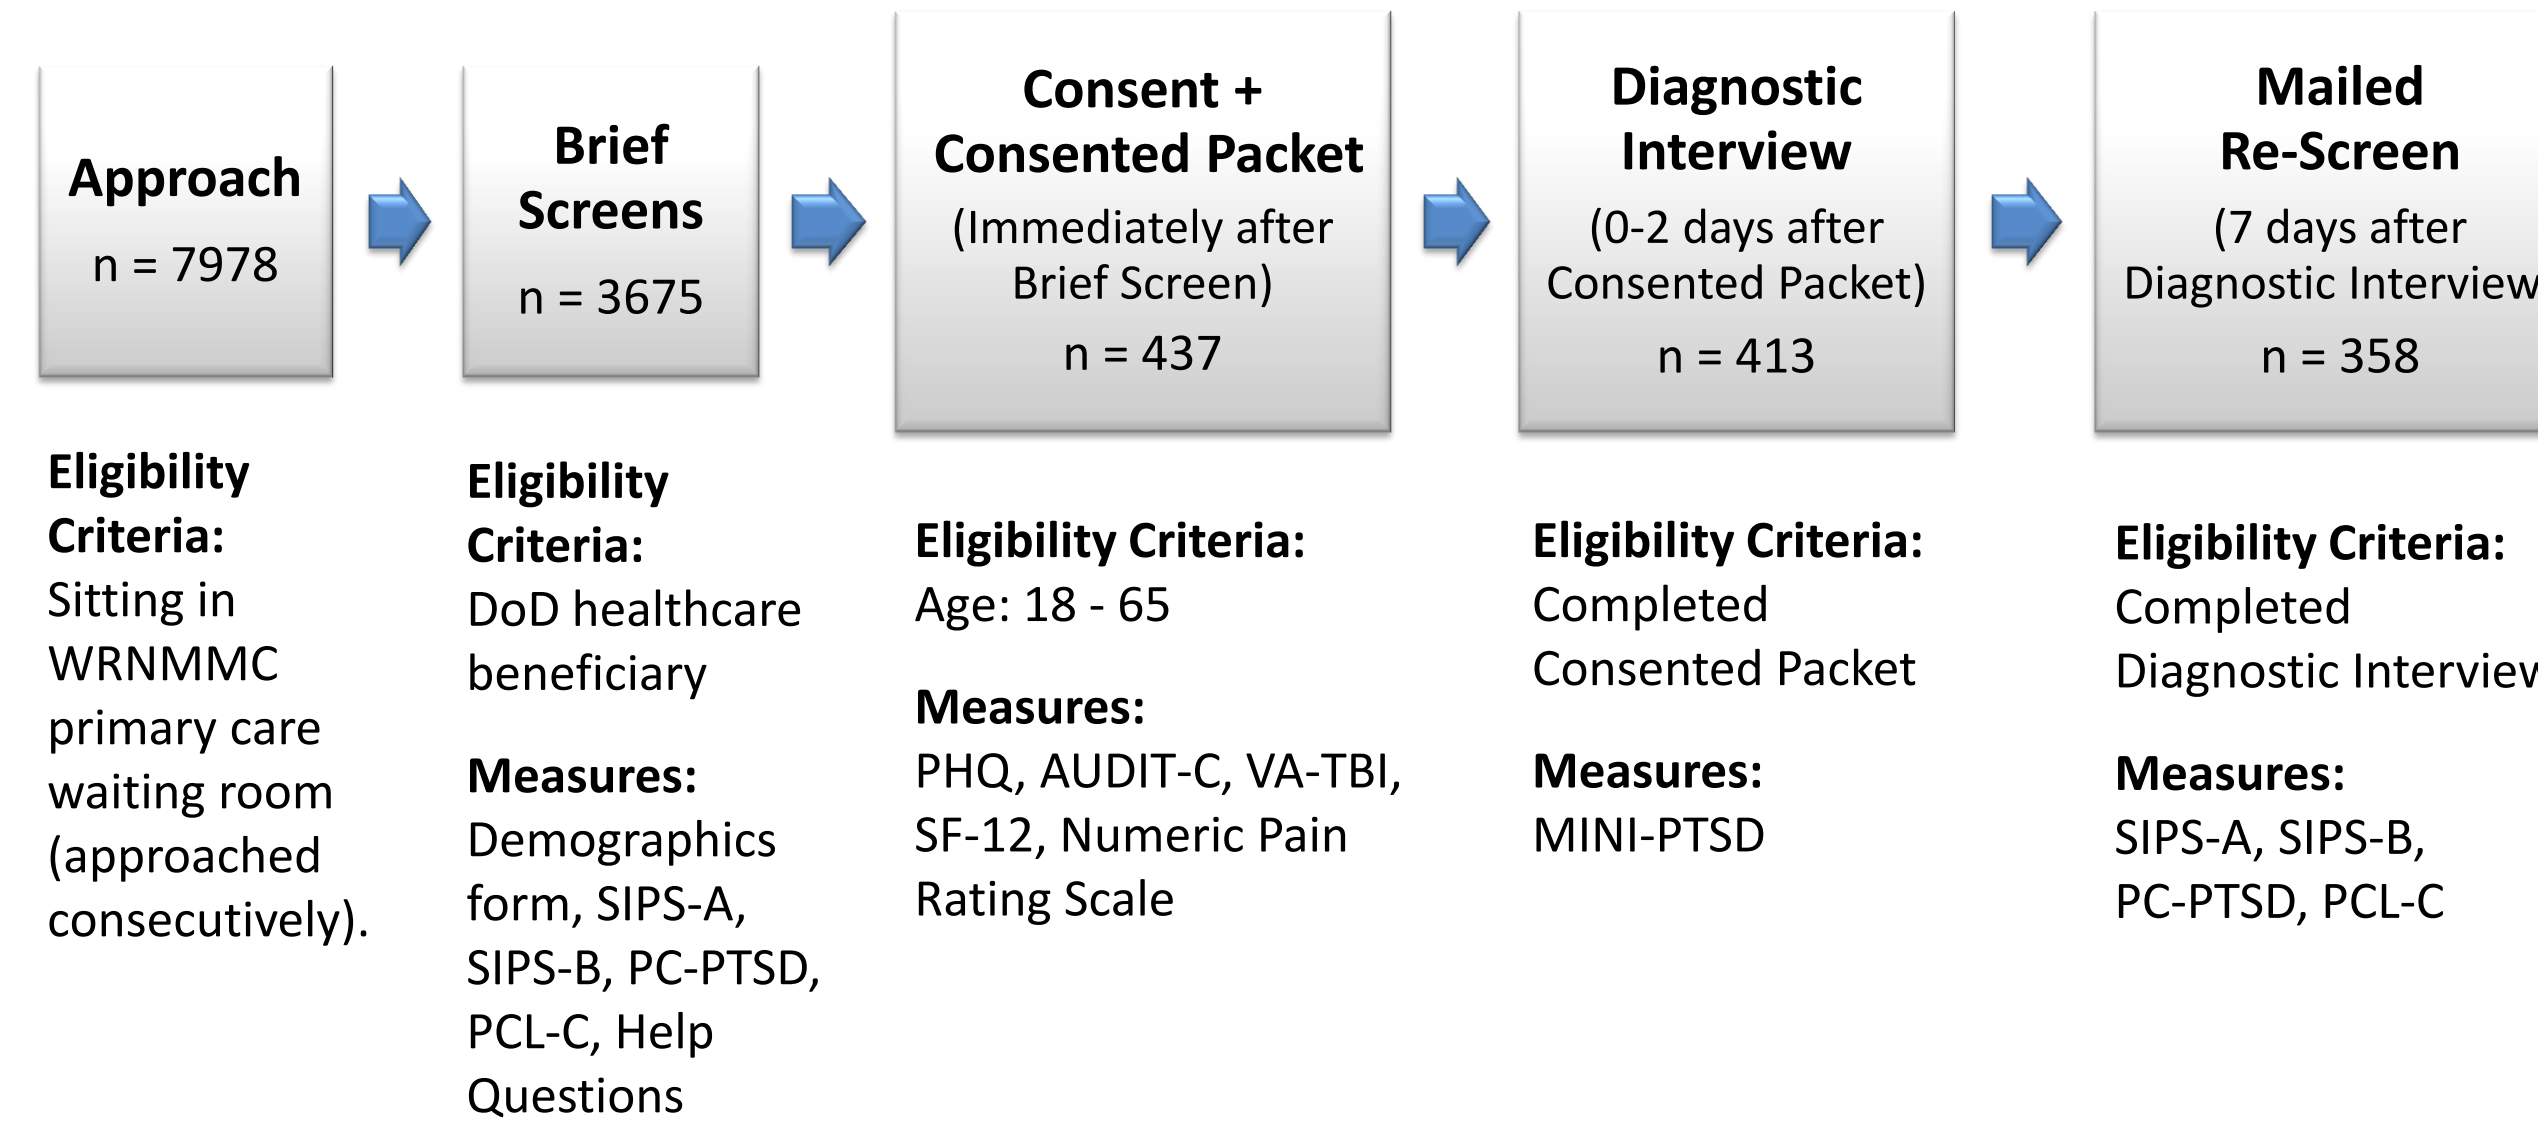 Approach
n = 7978
Eligibility
Criteria:
Sitting in
WRNMMC
primary care
waiting room
(approached
consecutively).
Brief
Screens
n = 3675
Eligibility
Criteria:
DoD healthcare
beneficiary
Measures:
Demographics
form, SIPS-A,
SIPS-B, PC-PTSD,
PCL-C, Help
Questions
Consent +
Consented Packet
(Immediately after
Brief Screen)
n = 437
Eligibility Criteria:
Age: 18 - 65
Measures:
PHQ, AUDIT-C, VA-TBI,
SF-12, Numeric Pain
Rating Scale
Diagnostic
Interview
(0-2 days after
Consented Packet)
n = 413
Eligibility Criteria:
Completed
Consented Packet
Measures:
MINI-PTSD
Mailed
Re-Screen
(7 days after
Diagnostic Interview
n = 358
Eligibility Criteria:
Completed
Diagnostic Interview
Measures:
SIPS-A, SIPS-B,
PC-PTSD, PCL-C